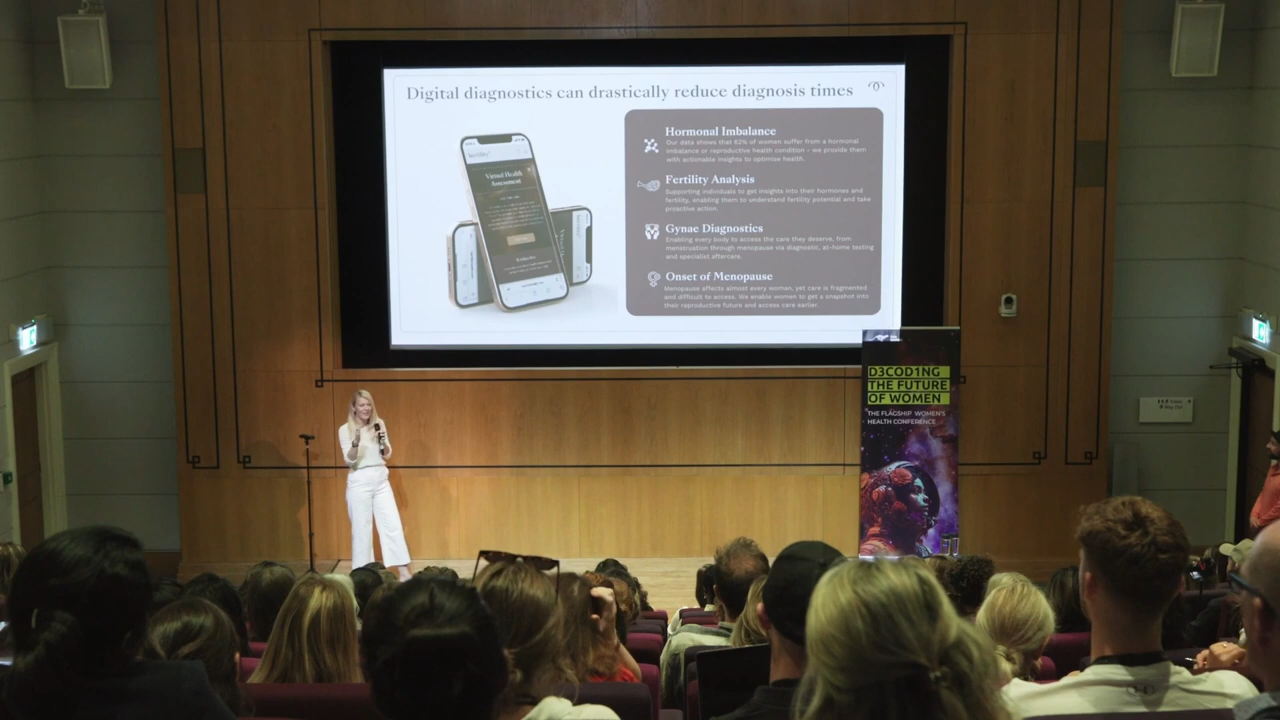 Digital diagnostics can drastically reduce diagnosis times
Hormonal Imbalance
Our data shows that 62% of women suffer from a hormonal
imbalance or reproductive health condition – we provide them
with actionable insights to optimise health.
Fertility Analysis
Supporting individuals to get insights into their hormones and
fertility, enabling them to understand fertility potential and take
proactive action.
Gynae Diagnostics
Enabling every body to access the care they deserve, from
menstruation through menopause via diagnostic, at-home testing
and specialist aftercare.
Onset of Menopause
Menopause affects almost every woman, yet care is fragmented
and difficult to access. We enable women to get a snapshot into
their reproductive future and access care earlier.
Virtual Health
Assessment
D3COD1NG
THE FUTURE
OF WOMEN
THE FLAGSHIP WOMEN'S
HEALTH CONFERENCE
Way Out